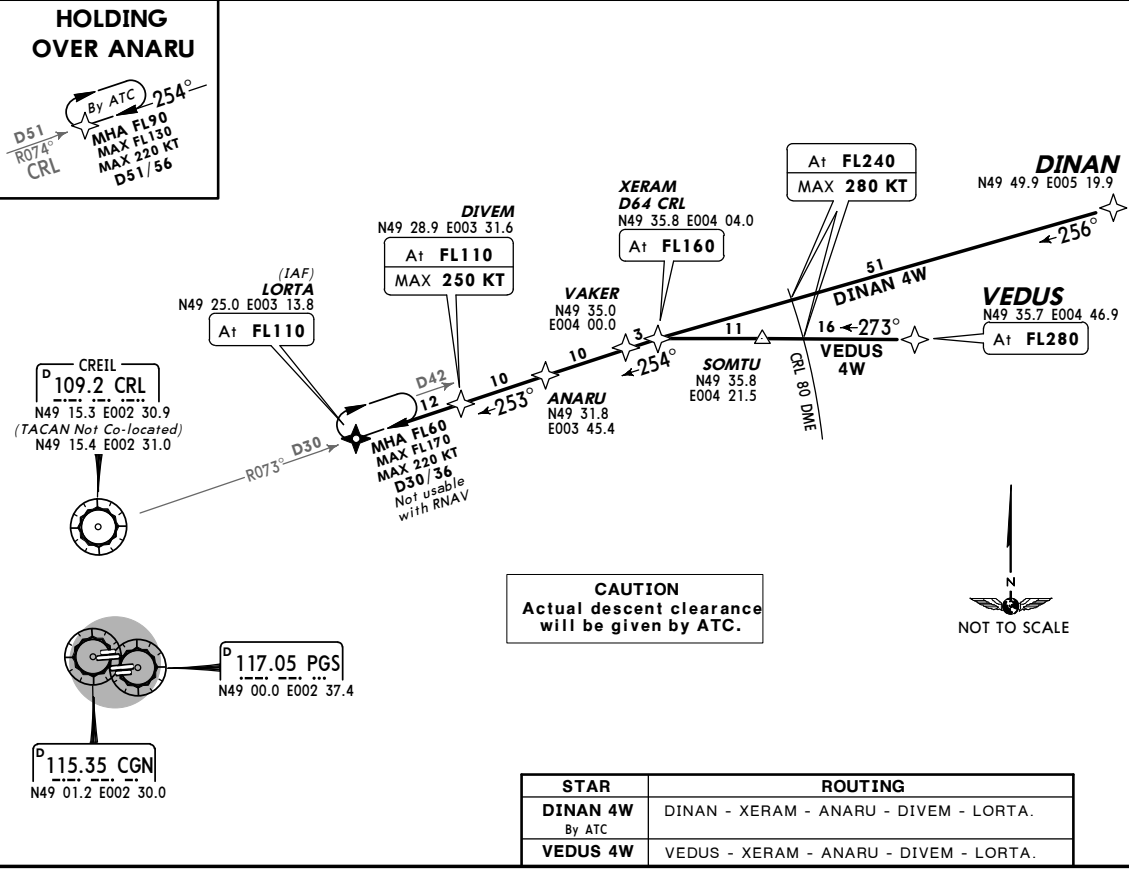 HOLDING
OVER ANARU
By ATC
254°
D51
R074°
CRL
MHA FL90
MAX FL130
MAX 220 KT
D51/56
DINAN
N49 49.9 E005 19.9
256°
At FL240
MAX 280 KT
XERAM
D64 CRL
N49 35.8 E004 04.0
At FL160
DIVEM
N49 28.9 E003 31.6
At FL110
MAX 250 KT
(IAF)
LORTA
N49 25.0 E003 13.8
At FL110
VAKER
N49 35.0
E004 00.0
51
DINAN 4W
VEDUS
N49 35.7 E004 46.9
At FL280
16
273°
VEDUS
4W
11
3
254°
SOMTU
N49 35.8
E004 21.5
CRL 80 DME
10
ANARU
N49 31.8
E003 45.4
10
253°
D42
12
MHA FL60
MAX FL170
MAX 220 KT
D30/36
Not usable
with RNAV
R073°
D30
CREIL
D 109.2 CRL
N49 15.3 E002 30.9
(TACAN Not Co-located)
N49 15.4 E002 31.0
CAUTION
Actual descent clearance
will be given by ATC.
N
NOT TO SCALE
D 117.05 PGS
N49 00.0 E002 37.4
D 115.35 CGN
N49 01.2 E002 30.0
STAR ROUTING
DINAN 4W DINAN - XERAM - ANARU - DIVEM - LORTA.
By ATC
VEDUS 4W VEDUS - XERAM - ANARU - DIVEM - LORTA.